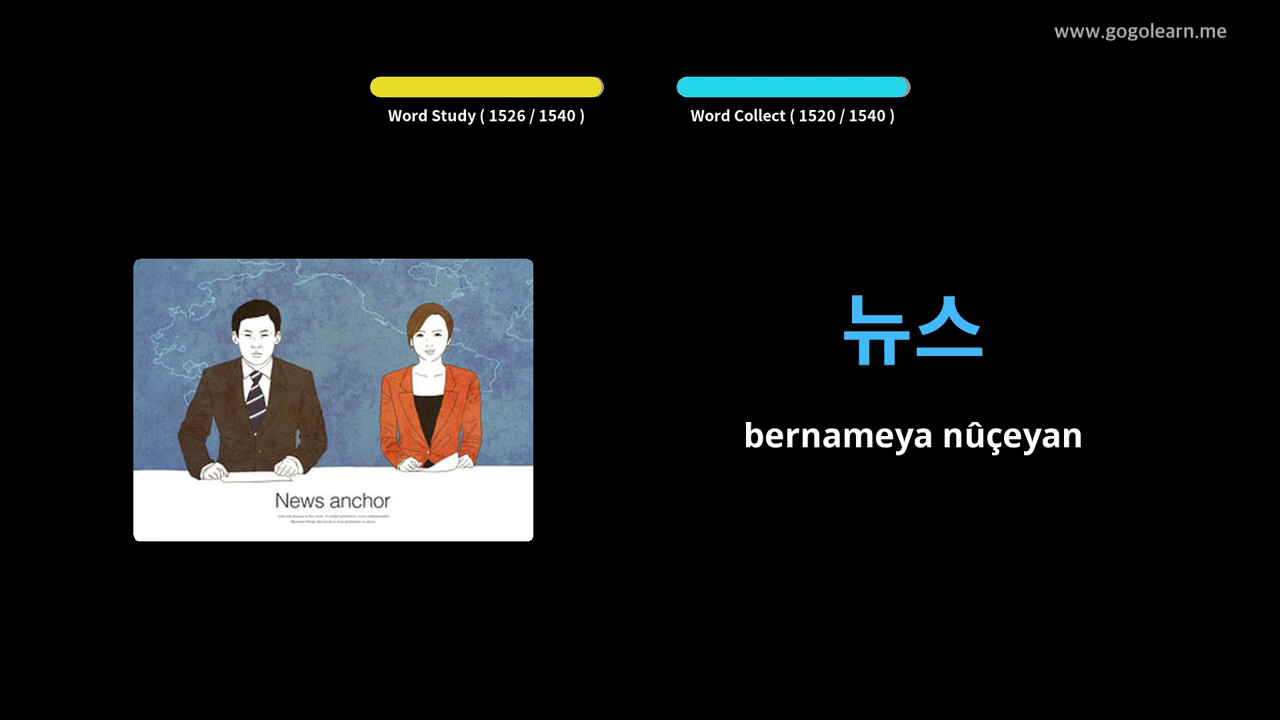 www.gogolearn.me
Word Study ( 1526 / 1540 )
Word Collect ( 1520 / 1540 )
뉴스
bernameya nûçeyan
News anchor